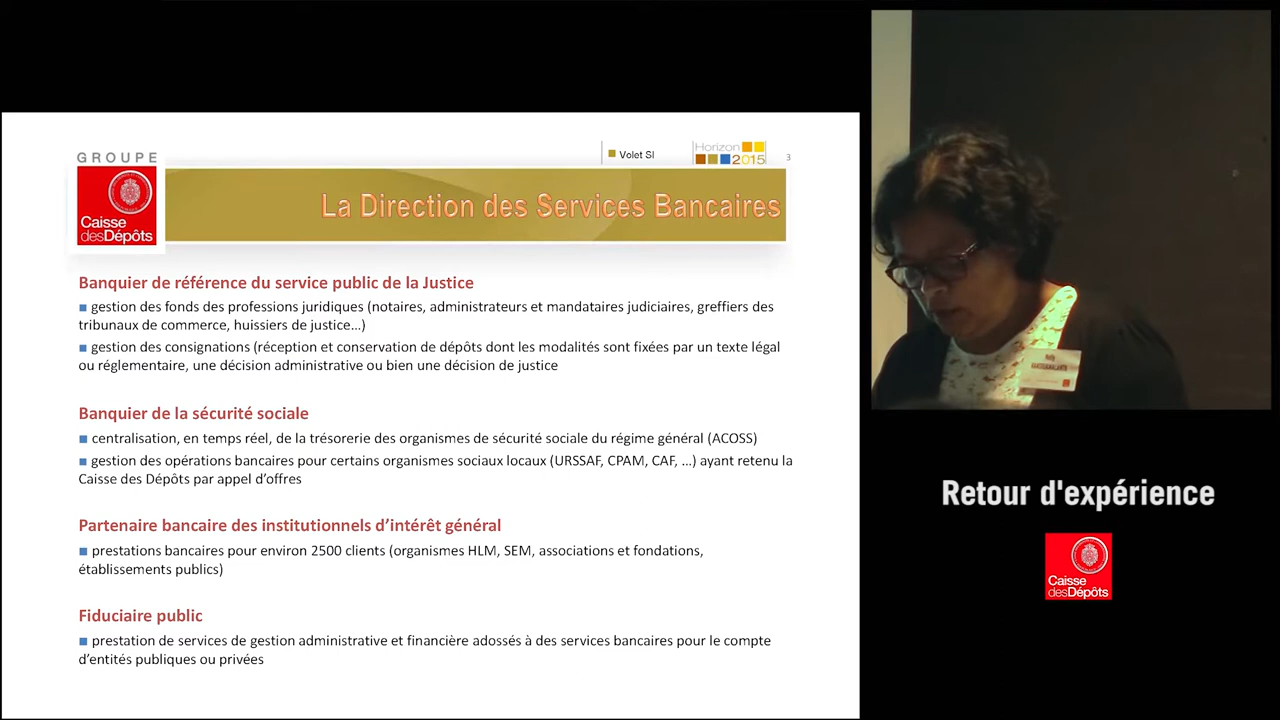 GROUPE
Caisse
desDépôts
Volet SI
Horizon
2015
3
La Direction des Services Bancaires
Banquier de référence du service public de la Justice
■ gestion des fonds des professions juridiques (notaires, administrateurs et mandataires judiciaires, greffiers des
tribunaux de commerce, huissiers de justice…)
■ gestion des consignations (réception et conservation de dépôts dont les modalités sont fixées par un texte légal
ou réglementaire, une décision administrative ou bien une décision de justice
Banquier de la sécurité sociale
■ centralisation, en temps réel, de la trésorerie des organismes de sécurité sociale du régime général (ACOSS)
■ gestion des opérations bancaires pour certains organismes sociaux locaux (URSSAF, CPAM, CAF, …) ayant retenu la
Caisse des Dépôts par appel d’offres
Partenaire bancaire des institutionnels d’intérêt général
■ prestations bancaires pour environ 2500 clients (organismes HLM, SEM, associations et fondations,
établissements publics)
Fiduciaire public
■ prestation de services de gestion administrative et financière adossés à des services bancaires pour le compte
d’entités publiques ou privées
Retour d'expérience
Caisse
desDépôts